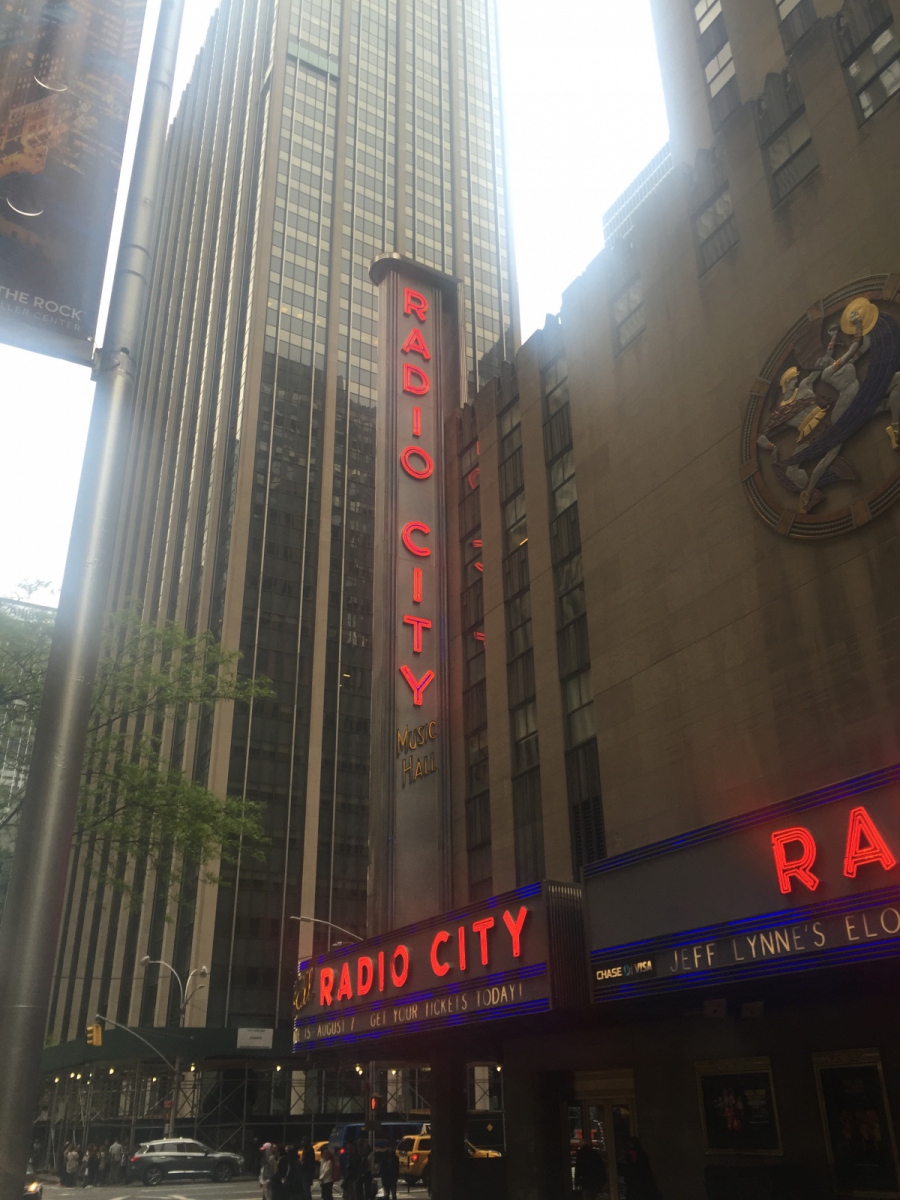 THE ROCK
RADIO
CITY
MUSIC
HALL
RADIO CITY
IS AUGUST 7 GET YOUR TICKETS TODAY!
RA
CHASE VISA
JEFF LYNNE'S ELO